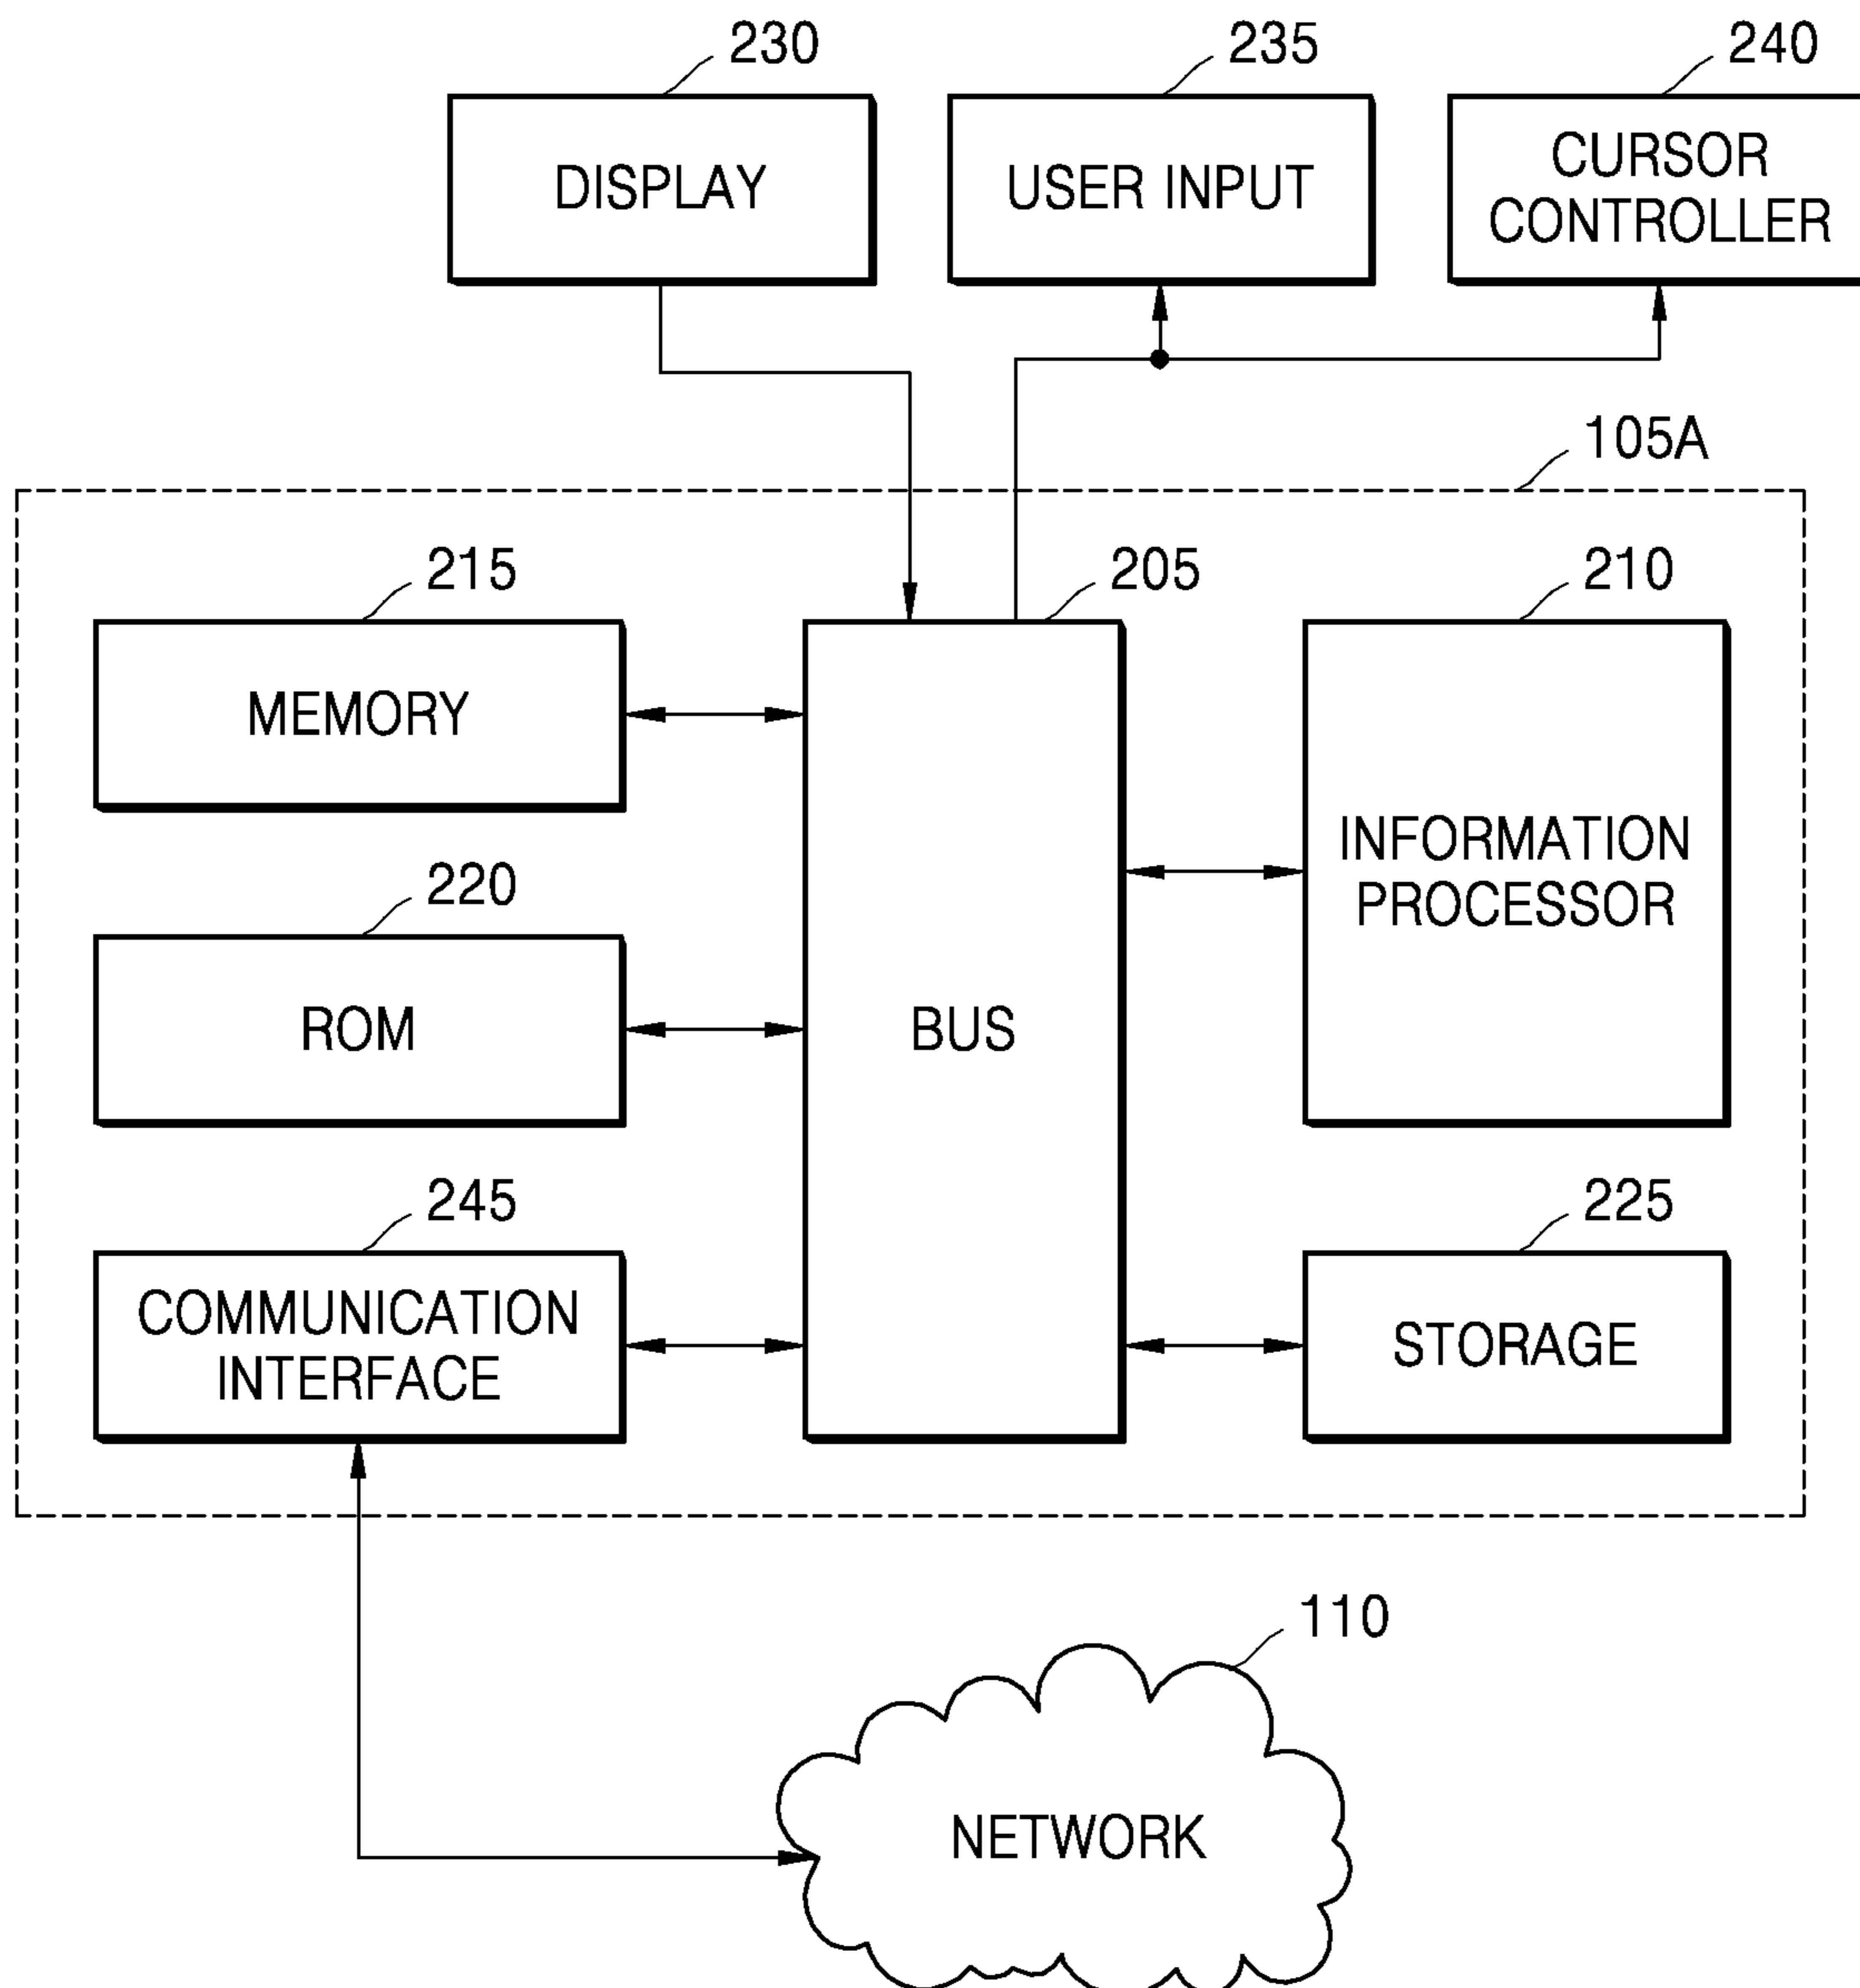 230
235
240
DISPLAY
USER INPUT
CURSOR
CONTROLLER
105A
215
205
210
MEMORY
INFORMATION
PROCESSOR
220
ROM
BUS
245
225
COMMUNICATION
INTERFACE
STORAGE
110
NETWORK